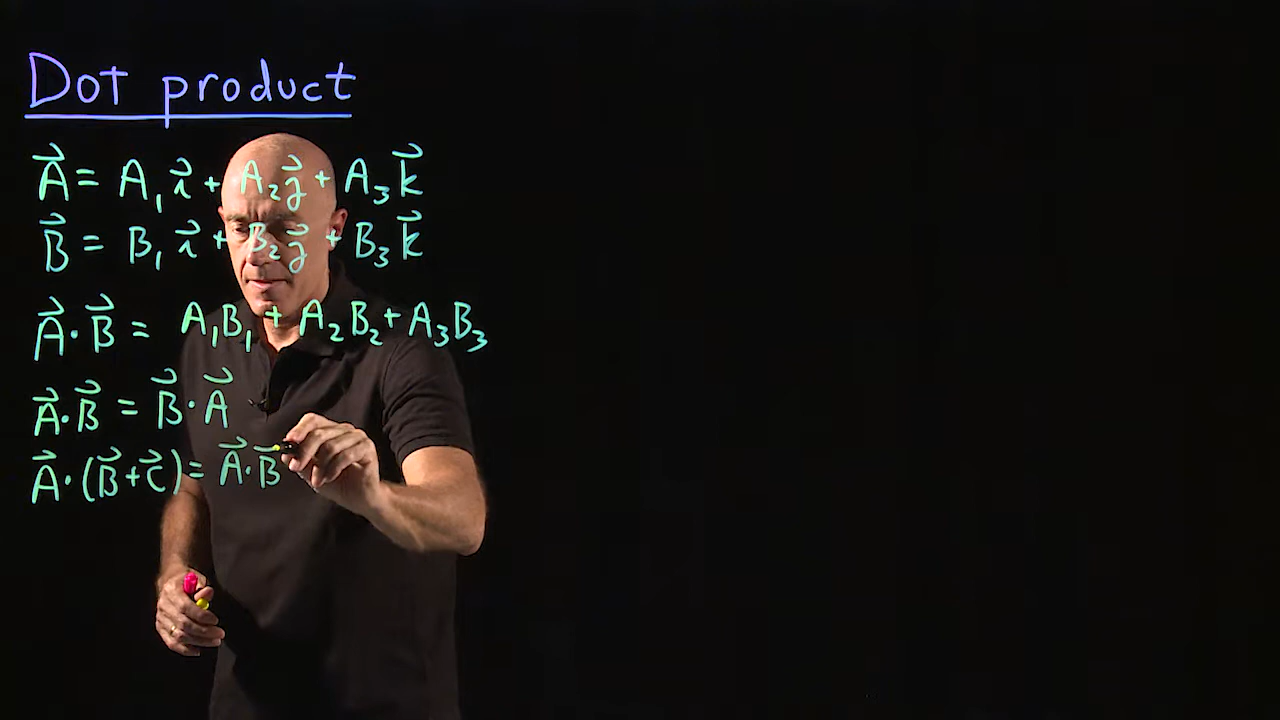 Dot product
A⃗ = A₁ i⃗ + A₂ j⃗ + A₃ k⃗
B⃗ = B₁ i⃗ + B₂ j⃗ + B₃ k⃗
A⃗·B⃗ = A₁B₁ + A₂B₂ + A₃B₃
A⃗·B⃗ = B⃗·A⃗
A⃗·(B⃗+C⃗) = A⃗·B⃗